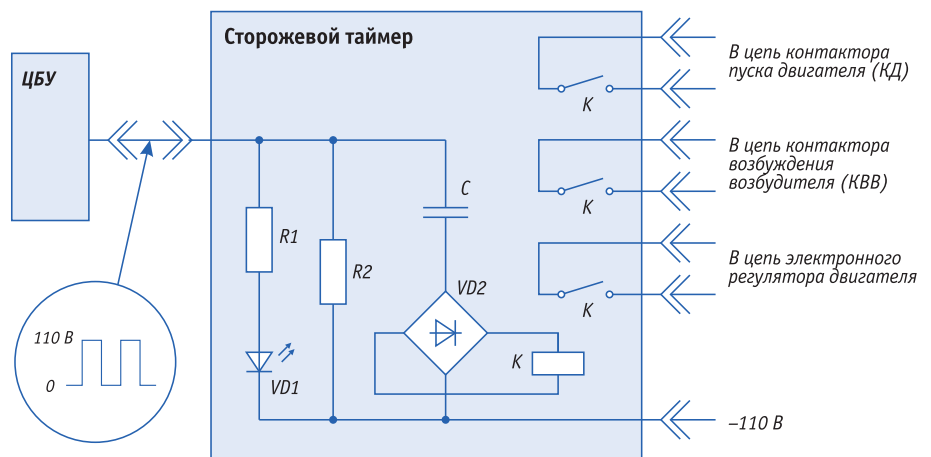 Сторожевой таймер
ЦБУ
В цепь контактора
пуска двигателя (КД)
K
В цепь контактора
возбуждения
возбудителя (КВВ)
K
C
R1
R2
В цепь электронного
регулятора двигателя
K
VD2
110 В
0
VD1
K
–110 В